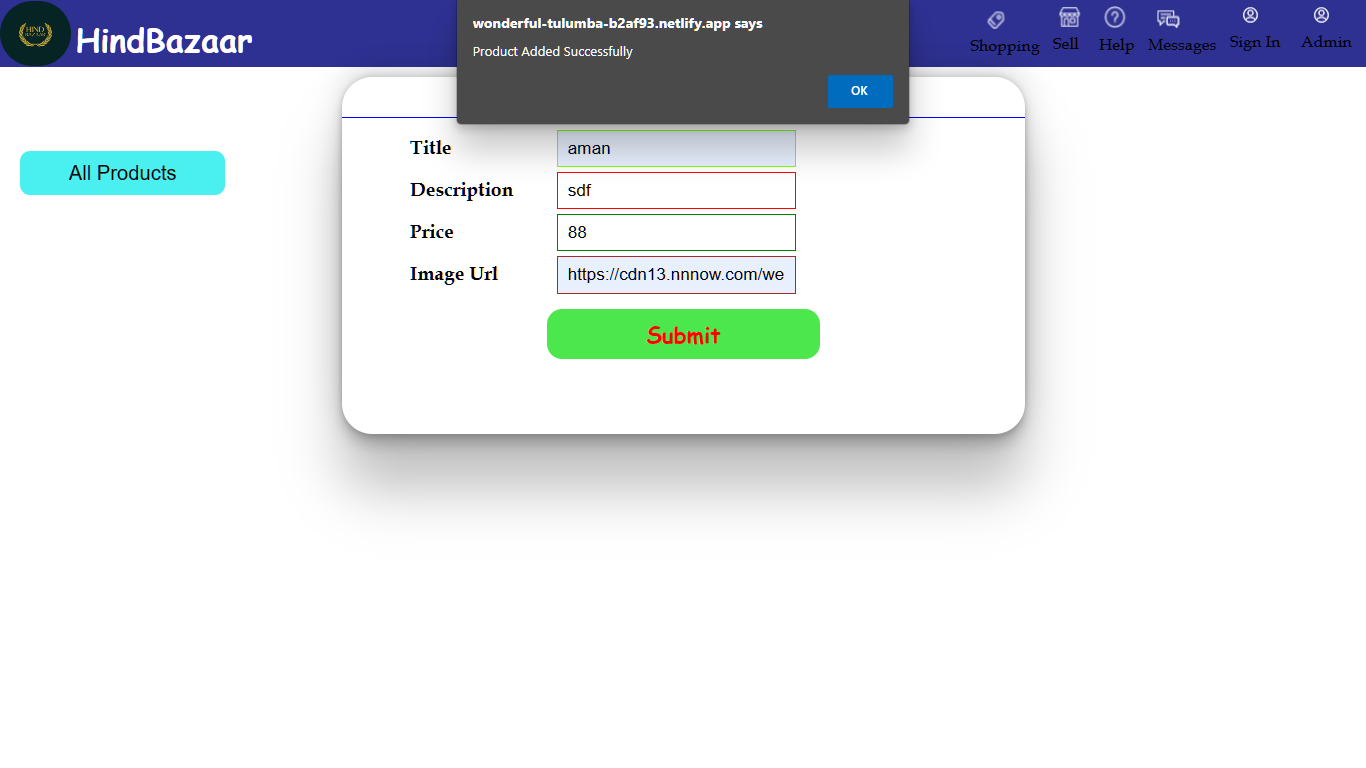 HIND
BAZAAR
HindBazaar
wonderful-tulumba-b2af93.netlify.app says
Product Added Successfully
OK
Shopping
Sell
Help
Messages
Sign In
Admin
All Products
Title
aman
Description
sdf
Price
88
Image Url
https://cdn13.nnnow.com/we
Submit